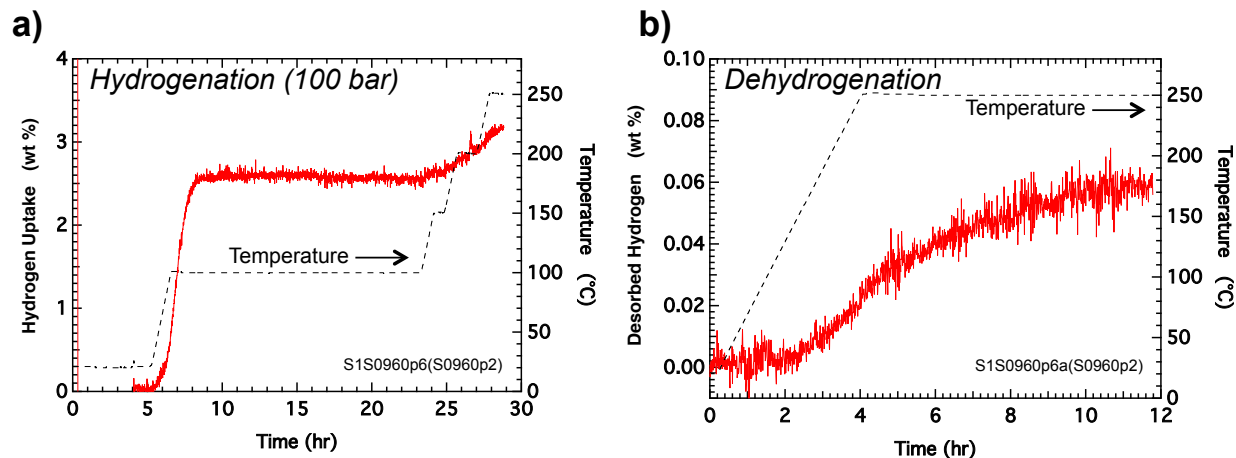 a)
Hydrogenation (100 bar)
Hydrogen Uptake (wt %)
4
3
2
1
0
Temperature
S1S0960p6(S0960p2)
250
200
150
100
50
0
Temperature (°C)
0 5 10 15 20 25 30
Time (hr)
b)
Dehydrogenation
Desorbed Hydrogen (wt %)
0.10
0.08
0.06
0.04
0.02
0.00
Temperature
S1S0960p6a(S0960p2)
250
200
150
100
50
0
Temperature (°C)
0 2 4 6 8 10 12
Time (hr)